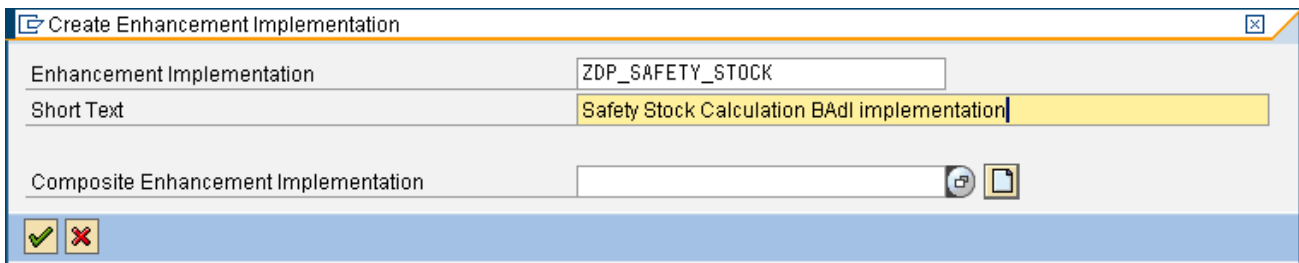 Create Enhancement Implementation
Enhancement Implementation ZDP_SAFETY_STOCK
Short Text Safety Stock Calculation BAdI implementation
Composite Enhancement Implementation